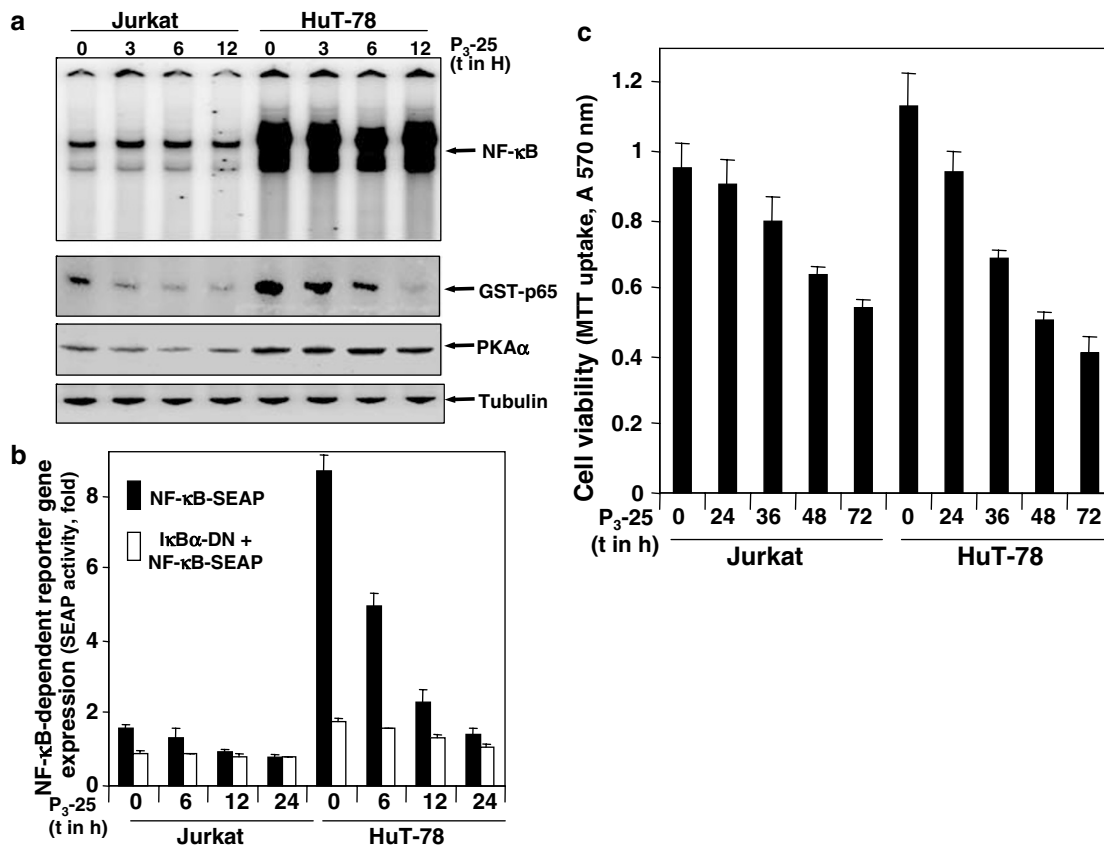 a
Jurkat HuT-78
0 3 6 12 0 3 6 12 P₃-25
(t in H)
NF-κB
GST-p65
PKAα
Tubulin
b
NF-κB-dependent reporter gene
expression (SEAP activity, fold)
8
6
4
2
0
NF-κB-SEAP
IκBα-DN +
NF-κB-SEAP
P₃-25 0 6 12 24 0 6 12 24
(t in h)
Jurkat HuT-78
c
Cell viability (MTT uptake, A 570 nm)
1.2
1
0.8
0.6
0.4
0.2
0
P₃-25 0 24 36 48 72 0 24 36 48 72
(t in h)
Jurkat HuT-78